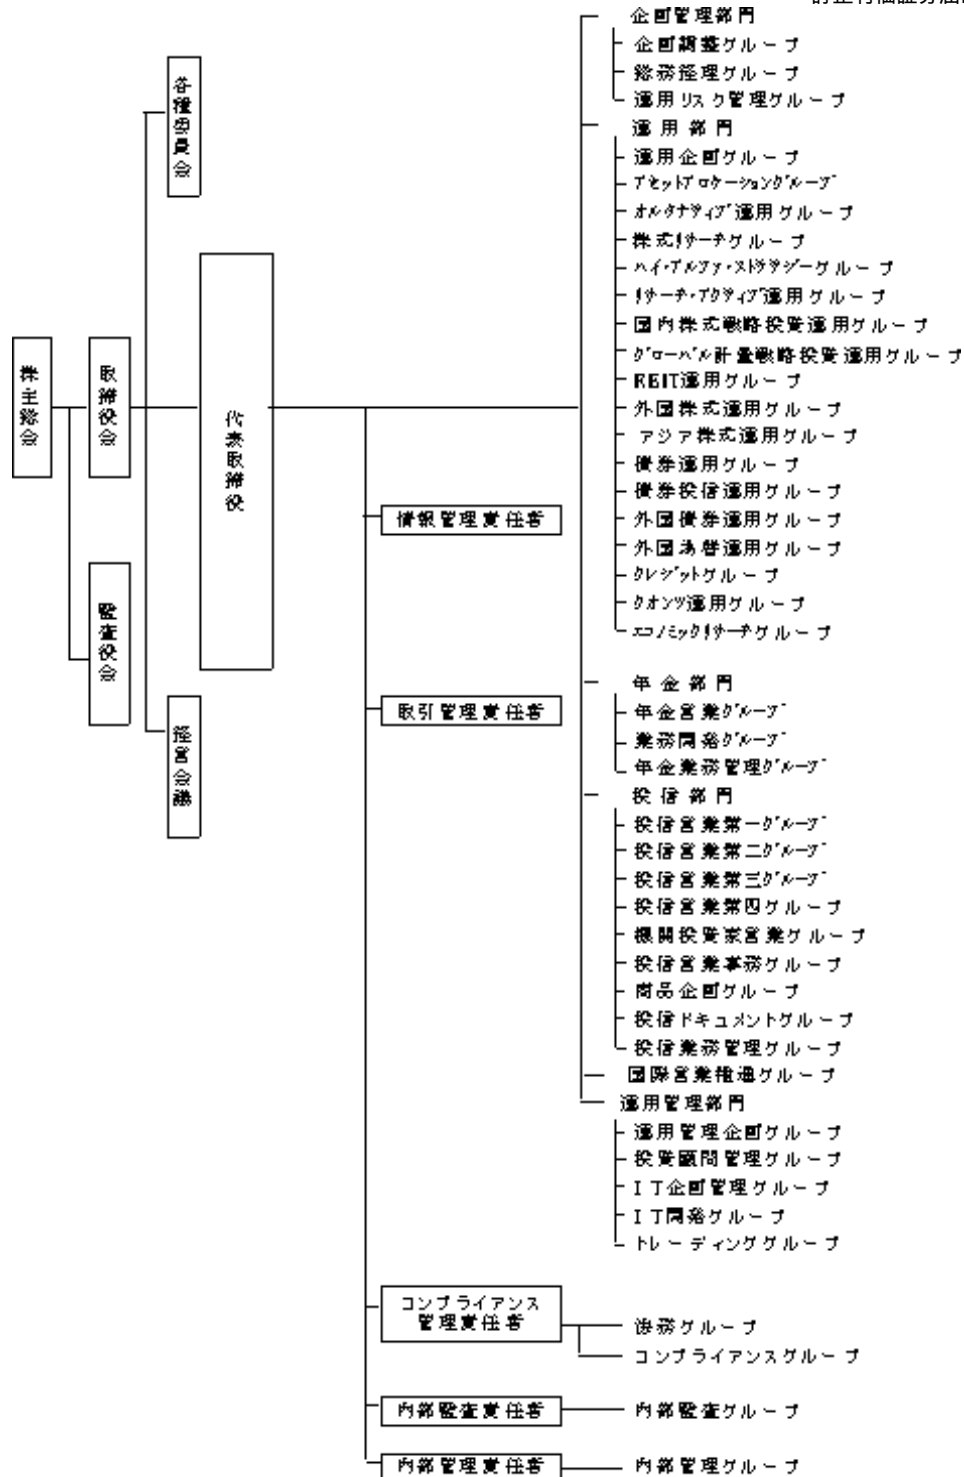 企画管理部門
企画調整グループ
総務経理グループ
運用リスク管理グループ
運用部門
運用企画グループ
アセットアロケーショングループ
オルタナティブ運用グループ
株式リサーチグループ
ハイ・アルファ・ストラテジーグループ
リサーチ・アクティブ運用グループ
国内株式戦略投資運用グループ
グローバル計量戦略投資運用グループ
REIT運用グループ
外国株式運用グループ
アジア株式運用グループ
債券運用グループ
債券投信運用グループ
外国債券運用グループ
外国為替運用グループ
クレジットグループ
クオンツ運用グループ
エコノミックリサーチグループ
各種委員会
株主総会
取締役会
代表取締役
監査役会
経営会議
情報管理責任者
取引管理責任者
年金部門
年金営業グループ
業務開発グループ
年金業務管理グループ
投信部門
投信営業第一グループ
投信営業第二グループ
投信営業第三グループ
投信営業第四グループ
機関投資家営業グループ
投信営業事務グループ
商品企画グループ
投信ドキュメントグループ
投信業務管理グループ
国際営業推進グループ
運用管理部門
運用管理企画グループ
投資顧問管理グループ
IT企画管理グループ
IT開発グループ
トレーディンググループ
コンプライアンス
管理責任者
法務グループ
コンプライアンスグループ
内部監査責任者
内部監査グループ
内部管理責任者
内部管理グループ